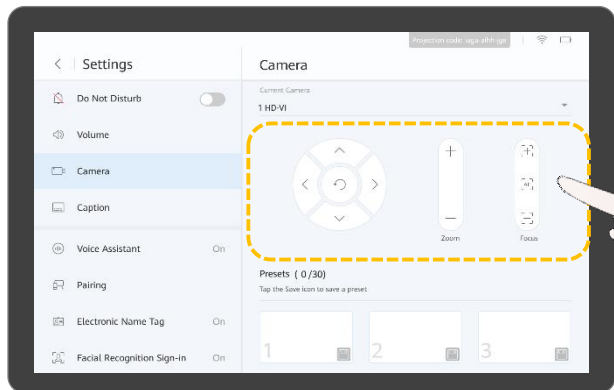 Settings
Do Not Disturb
Volume
Camera
Caption
Voice Assistant On
Pairing
Electronic Name Tag On
Facial Recognition Sign-in On
Camera
Current Camera
1 HD-VI
Zoom
AF
Focus
Presets ( 0 /30)
Tap the Save icon to save a preset
1
2
3